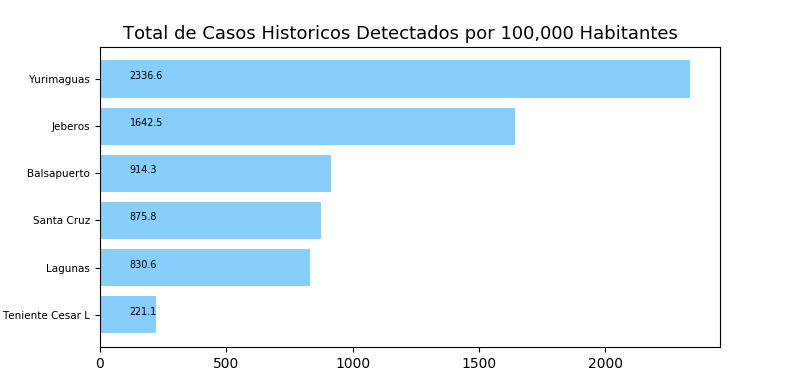 Total de Casos Historicos Detectados por 100,000 Habitantes
Yurimaguas 2336.6
Jeberos 1642.5
Balsapuerto 914.3
Santa Cruz 875.8
Lagunas 830.6
Teniente Cesar L 221.1
0 500 1000 1500 2000